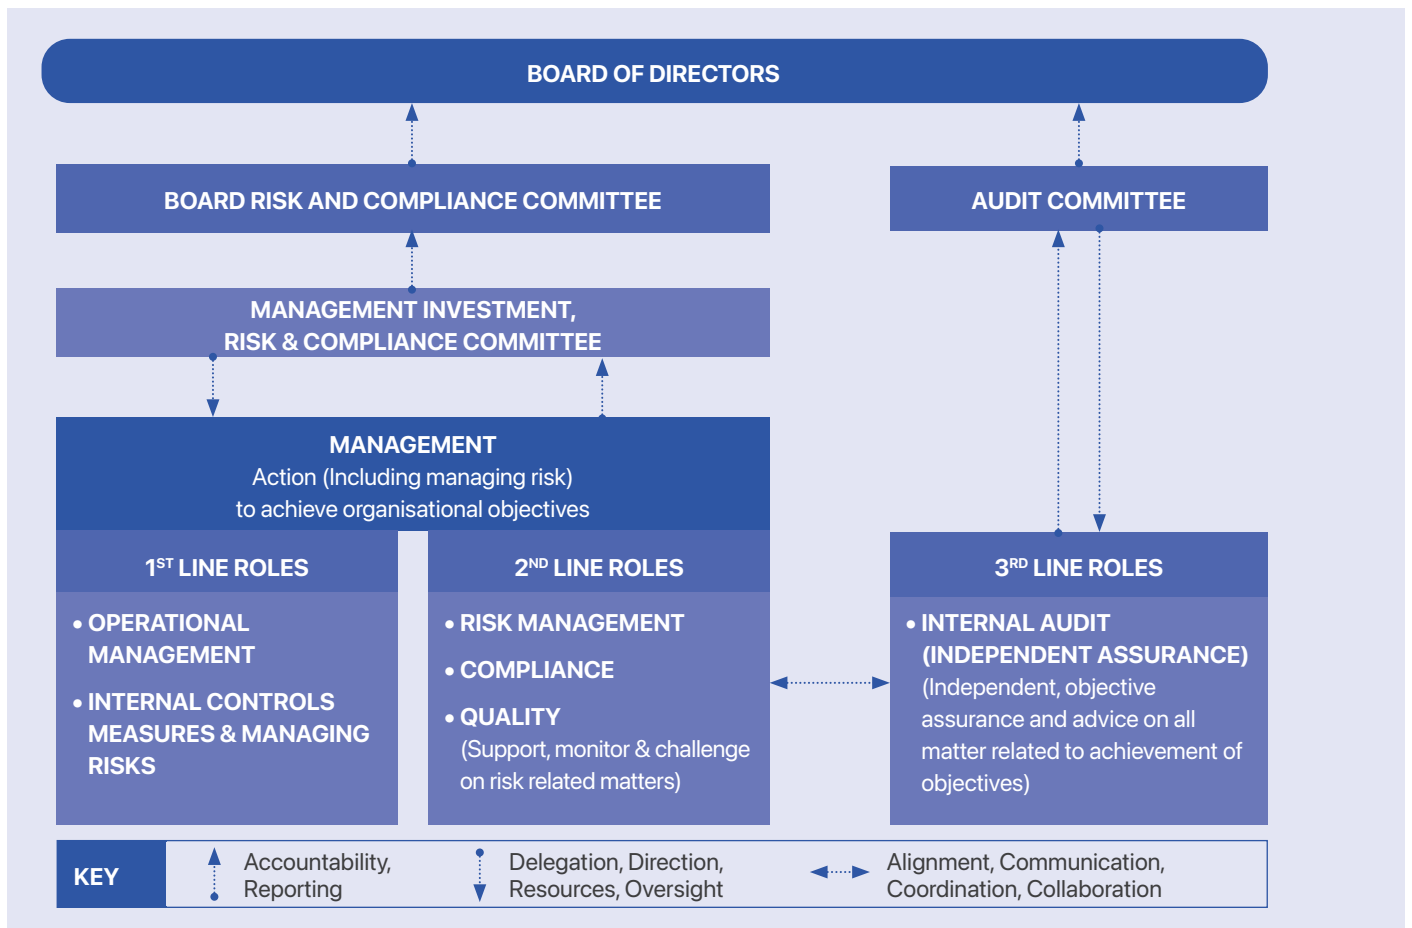 BOARD OF DIRECTORS
BOARD RISK AND COMPLIANCE COMMITTEE
AUDIT COMMITTEE
MANAGEMENT INVESTMENT,
RISK & COMPLIANCE COMMITTEE
MANAGEMENT
Action (Including managing risk)
to achieve organisational objectives
1ST LINE ROLES
• OPERATIONAL
MANAGEMENT
• INTERNAL CONTROLS
MEASURES & MANAGING
RISKS
2ND LINE ROLES
• RISK MANAGEMENT
• COMPLIANCE
• QUALITY
(Support, monitor & challenge
on risk related matters)
3RD LINE ROLES
• INTERNAL AUDIT
(INDEPENDENT ASSURANCE)
(Independent, objective
assurance and advice on all
matter related to achievement of
objectives)
KEY
Accountability,
Reporting
Delegation, Direction,
Resources, Oversight
Alignment, Communication,
Coordination, Collaboration